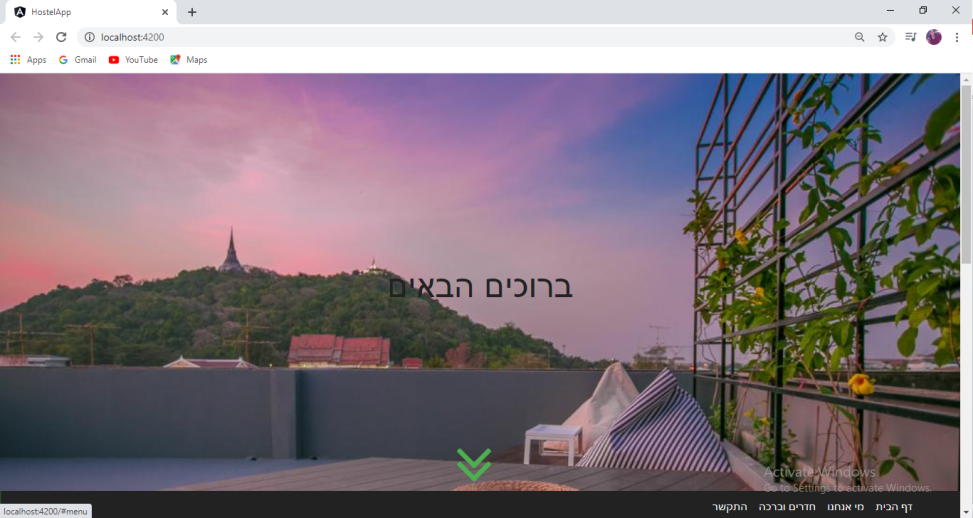 HostelApp
localhost:4200
Apps Gmail YouTube Maps
ברוכים הבאים
Activate Windows
Go to Settings to activate Windows.
דף הבית מי אנחנו חדרים וברכה התקשר
localhost:4200/#menu